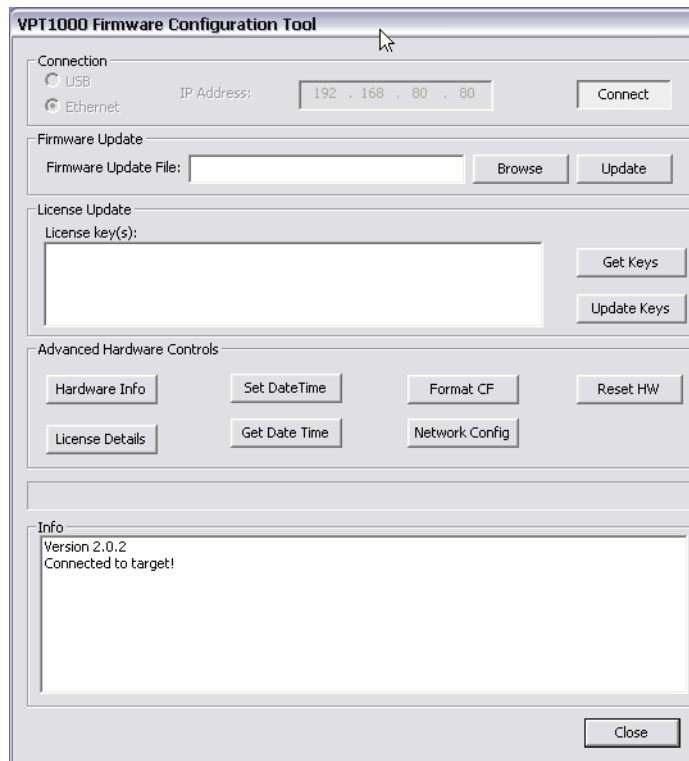 VPT1000 Firmware Configuration Tool
Connection
USB
Ethernet
IP Address:
192 . 168 . 80 . 80
Connect
Firmware Update
Firmware Update File:
Browse
Update
License Update
License key(s):
Get Keys
Update Keys
Advanced Hardware Controls
Hardware Info
Set DateTime
Format CF
Reset HW
License Details
Get Date Time
Network Config
Info
Version 2.0.2
Connected to target!
Close